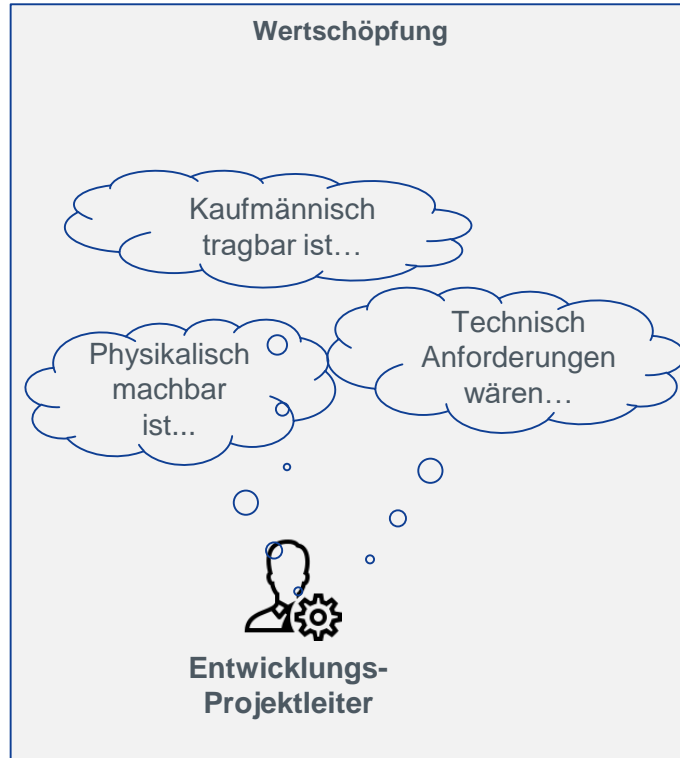 Wertschöpfung
Kaufmännisch
tragbar ist…
Physikalisch
machbar
ist...
Technisch
Anforderungen
wären…
Entwicklungs-
Projektleiter